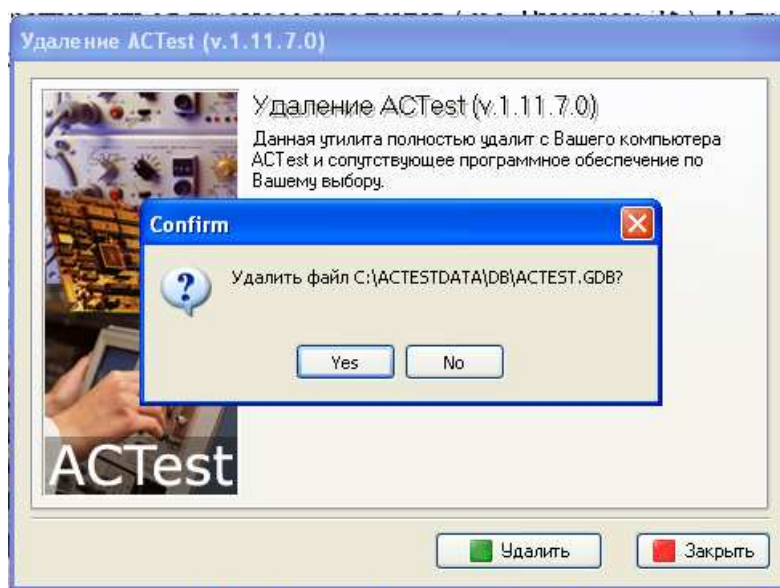 Удаление ACTest (v.1.11.7.0)
Удаление ACTest (v.1.11.7.0)
Данная утилита полностью удалит с Вашего компьютера
ACTest и сопутствующее программное обеспечение по
Вашему выбору.
Confirm
Удалить файл C:\ACTESTDATA\DB\ACTEST.GDB?
Yes
No
ACTest
Удалить
Закрыть